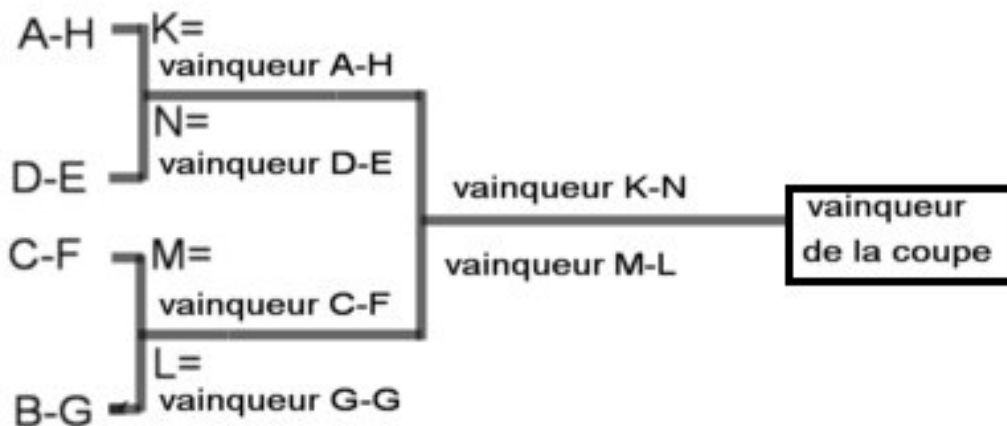 A-H K=
vainqueur A-H
N=
D-E vainqueur D-E
vainqueur K-N
vainqueur
de la coupe
C-F M=
vainqueur M-L
vainqueur C-F
L=
B-G vainqueur G-G